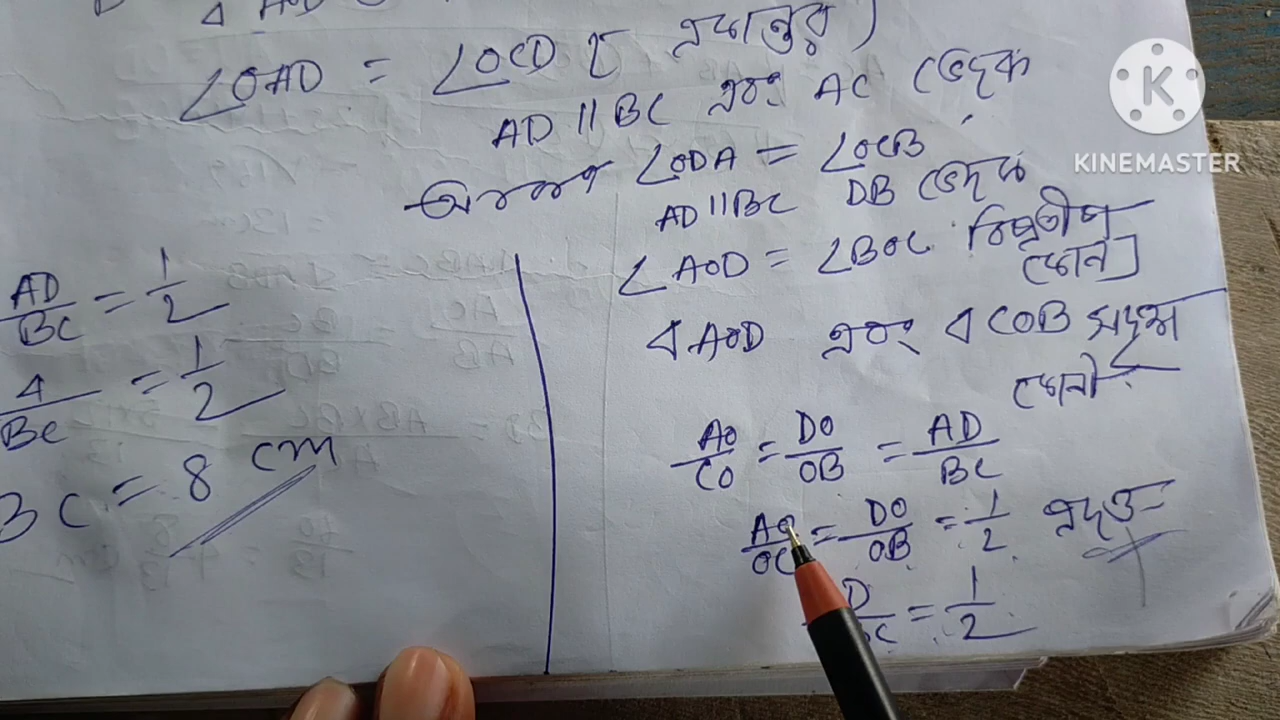 ∠OAD = ∠OCD [একান্তর]
AD || BC এবং AC ভেদক
∠ODA = ∠OCB
AD || BC DB ভেদক
∠AOD = ∠BOC বিপ্রতীপ কোন]
△AOD এবং △COB সদৃশ কোনী
AO/CO = DO/OB = AD/BC
AO/OC = DO/OB = 1/2 প্রদত্ত
D/BC = 1/2
AD/BC = 1/2
4/BC = 1/2
BC = 8 cm
K
KINEMASTER